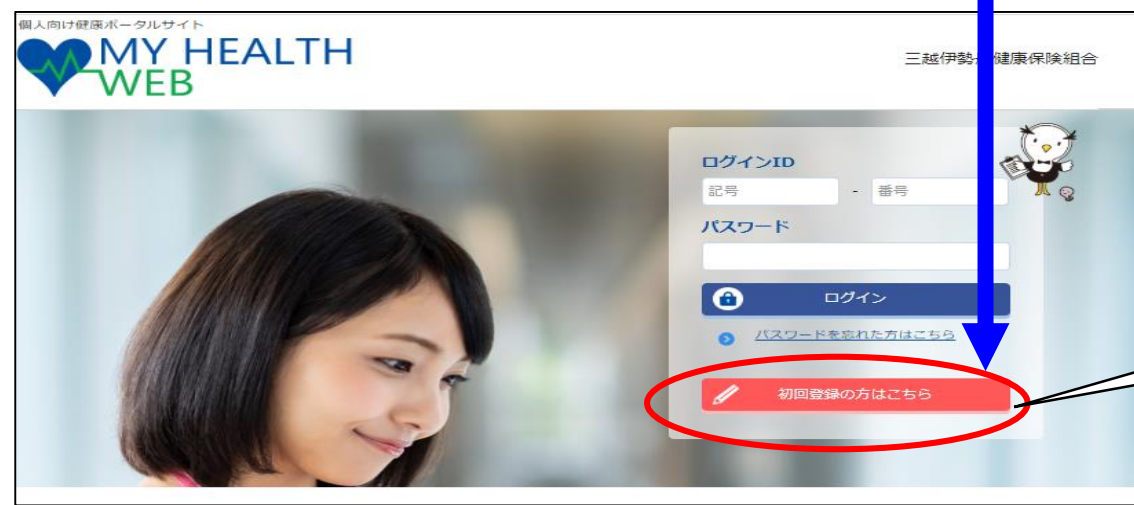 個人向け健康ポータルサイト
MY HEALTH
WEB
三越伊勢 健康保険組合
ログインID
記号 - 番号
パスワード
ログイン
パスワードを忘れた方はこちら
初回登録の方はこちら